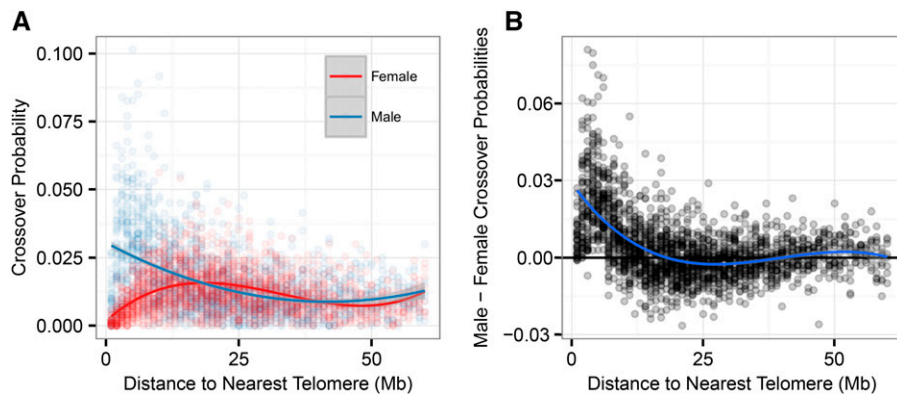 A
Crossover Probability
0.100
0.075
0.050
0.025
0.000
Female
Male
0
25
50
Distance to Nearest Telomere (Mb)
B
Male − Female Crossover Probabilities
0.06
0.03
0.00
−0.03
0
25
50
Distance to Nearest Telomere (Mb)